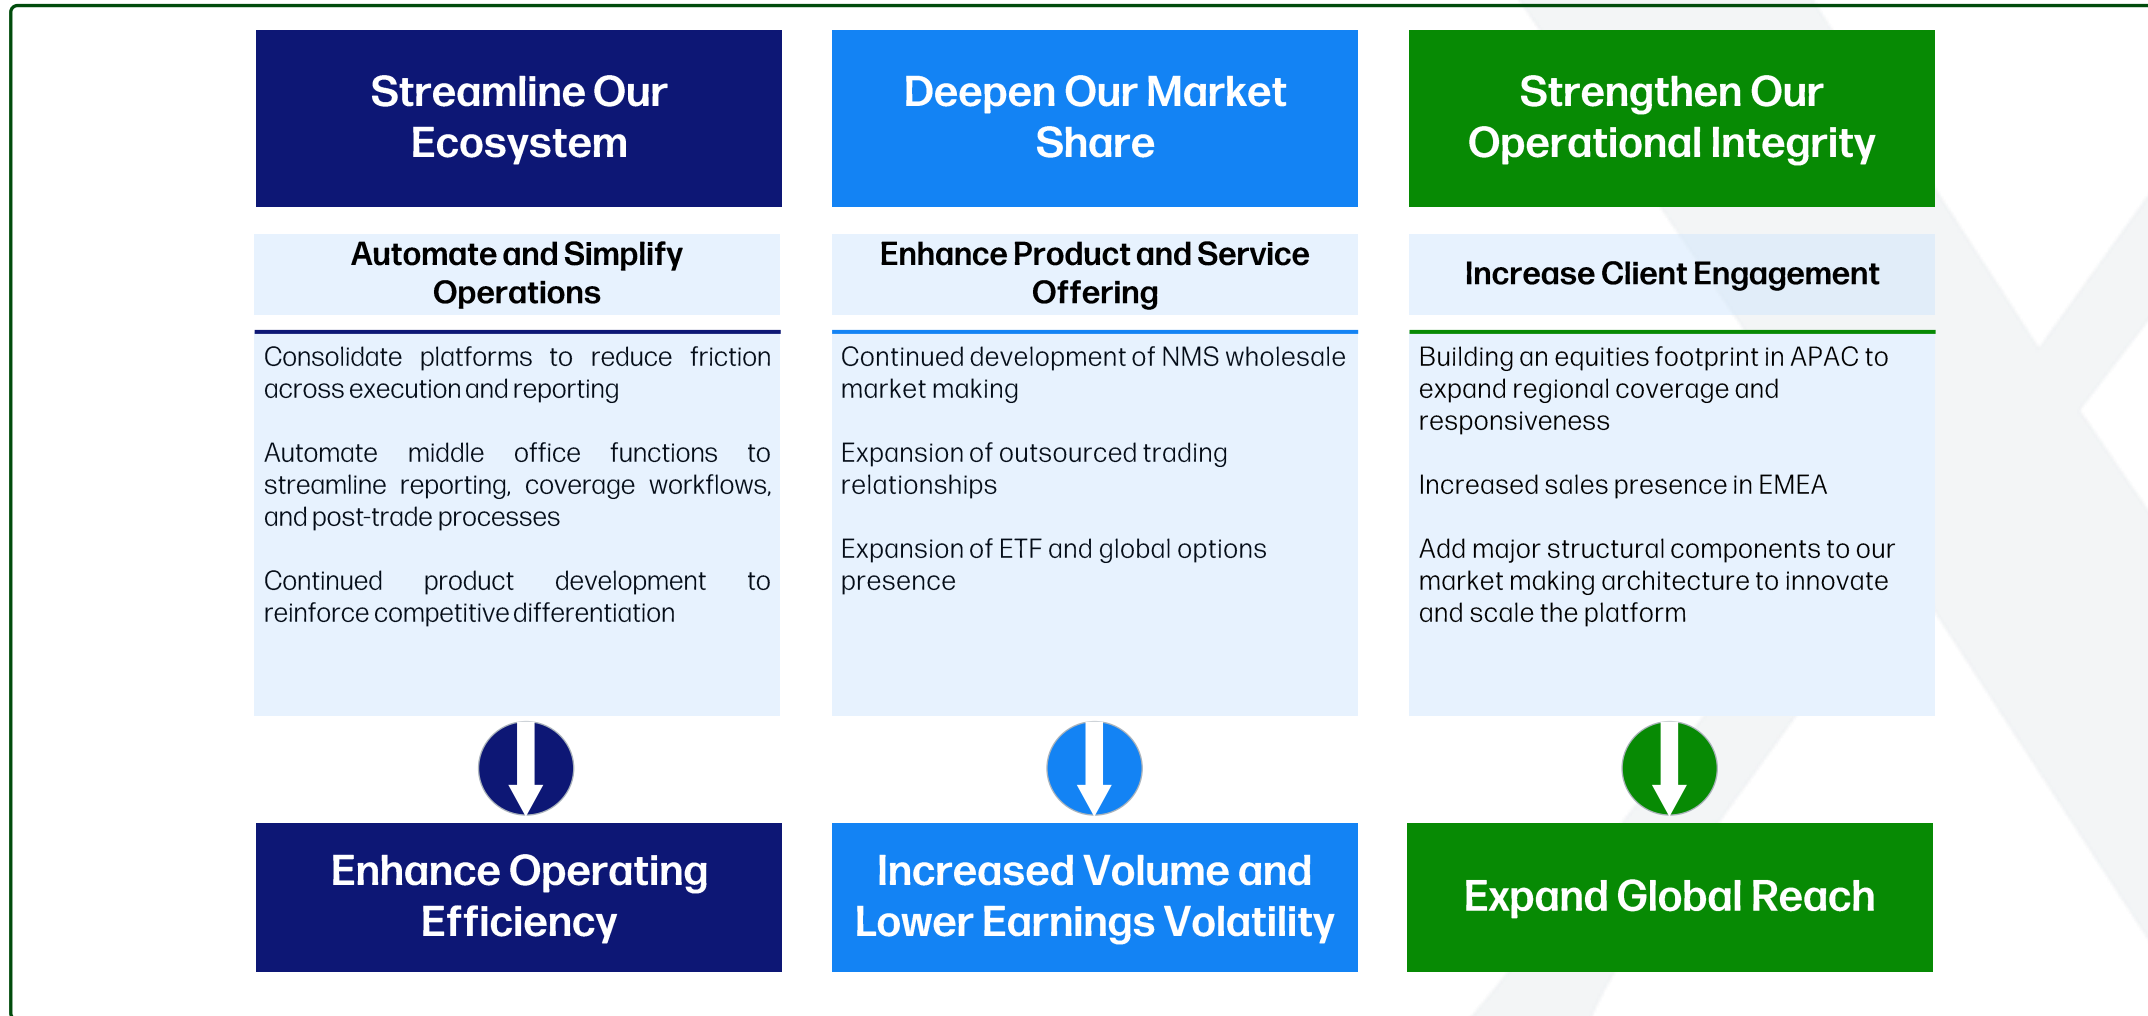 Streamline Our
Ecosystem
Automate and Simplify
Operations
Consolidate platforms to reduce friction
across execution and reporting
Automate middle office functions to
streamline reporting, coverage workflows,
and post-trade processes
Continued product development to
reinforce competitive differentiation
Enhance Operating
Efficiency
Deepen Our Market
Share
Enhance Product and Service
Offering
Continued development of NMS wholesale
market making
Expansion of outsourced trading
relationships
Expansion of ETF and global options
presence
Increased Volume and
Lower Earnings Volatility
Strengthen Our
Operational Integrity
Increase Client Engagement
Building an equities footprint in APAC to
expand regional coverage and
responsiveness
Increased sales presence in EMEA
Add major structural components to our
market making architecture to innovate
and scale the platform
Expand Global Reach